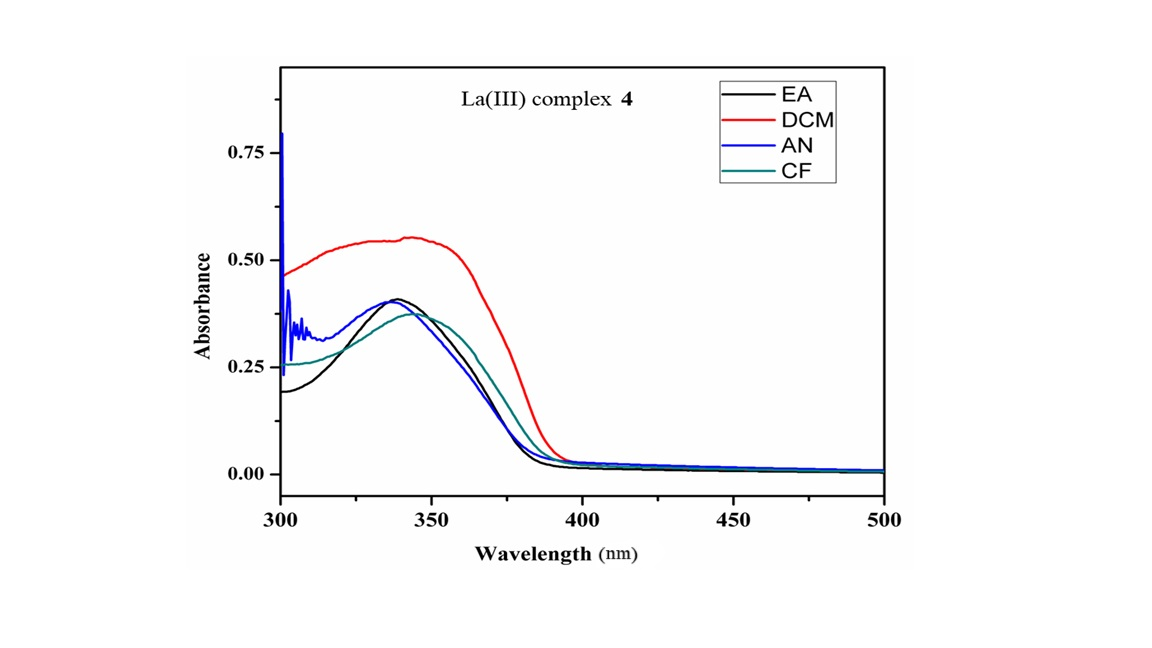 La(III) complex 4
EA
DCM
AN
CF
0.75
0.50
0.25
0.00
Absorbance
300 350 400 450 500
Wavelength (nm)